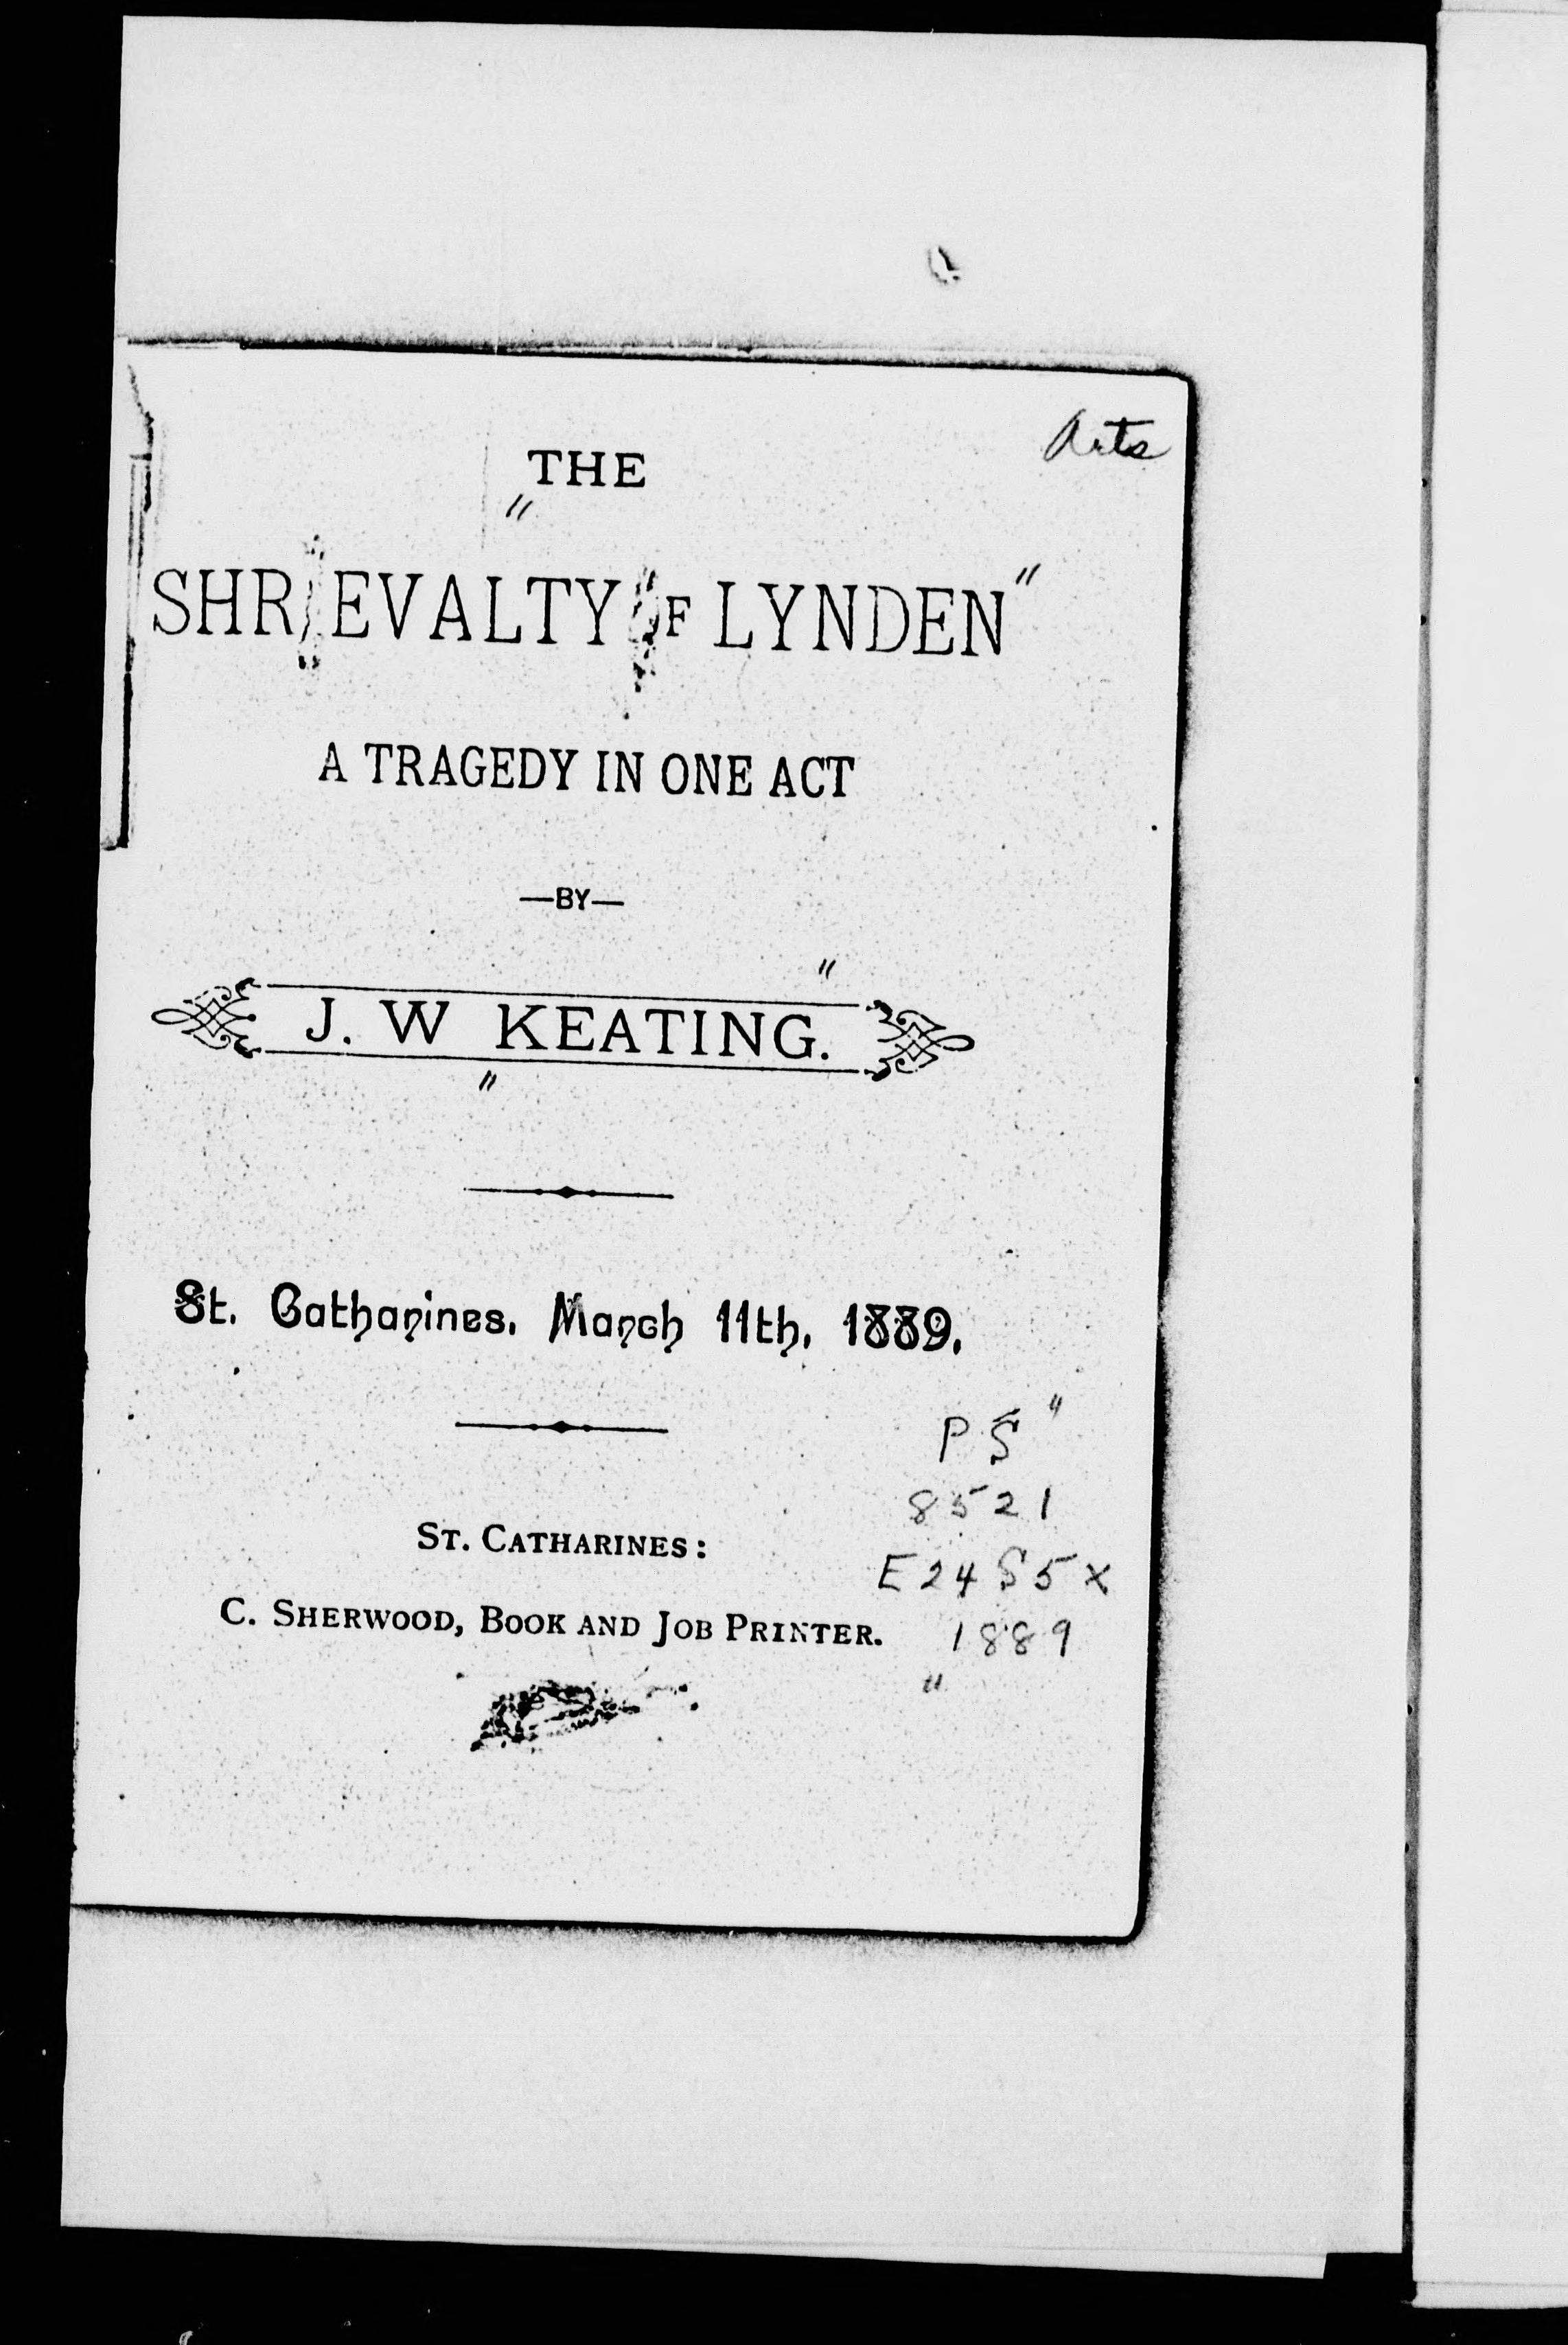 Arts
THE
"
SHRIEVALTY OF LYNDEN"
A TRAGEDY IN ONE ACT
—BY—
"
J. W KEATING.
"
St. Catharines. March 11th, 1889.
PS"
8521
E24S5x
1889
"
ST. CATHARINES:
C. SHERWOOD, BOOK AND JOB PRINTER.